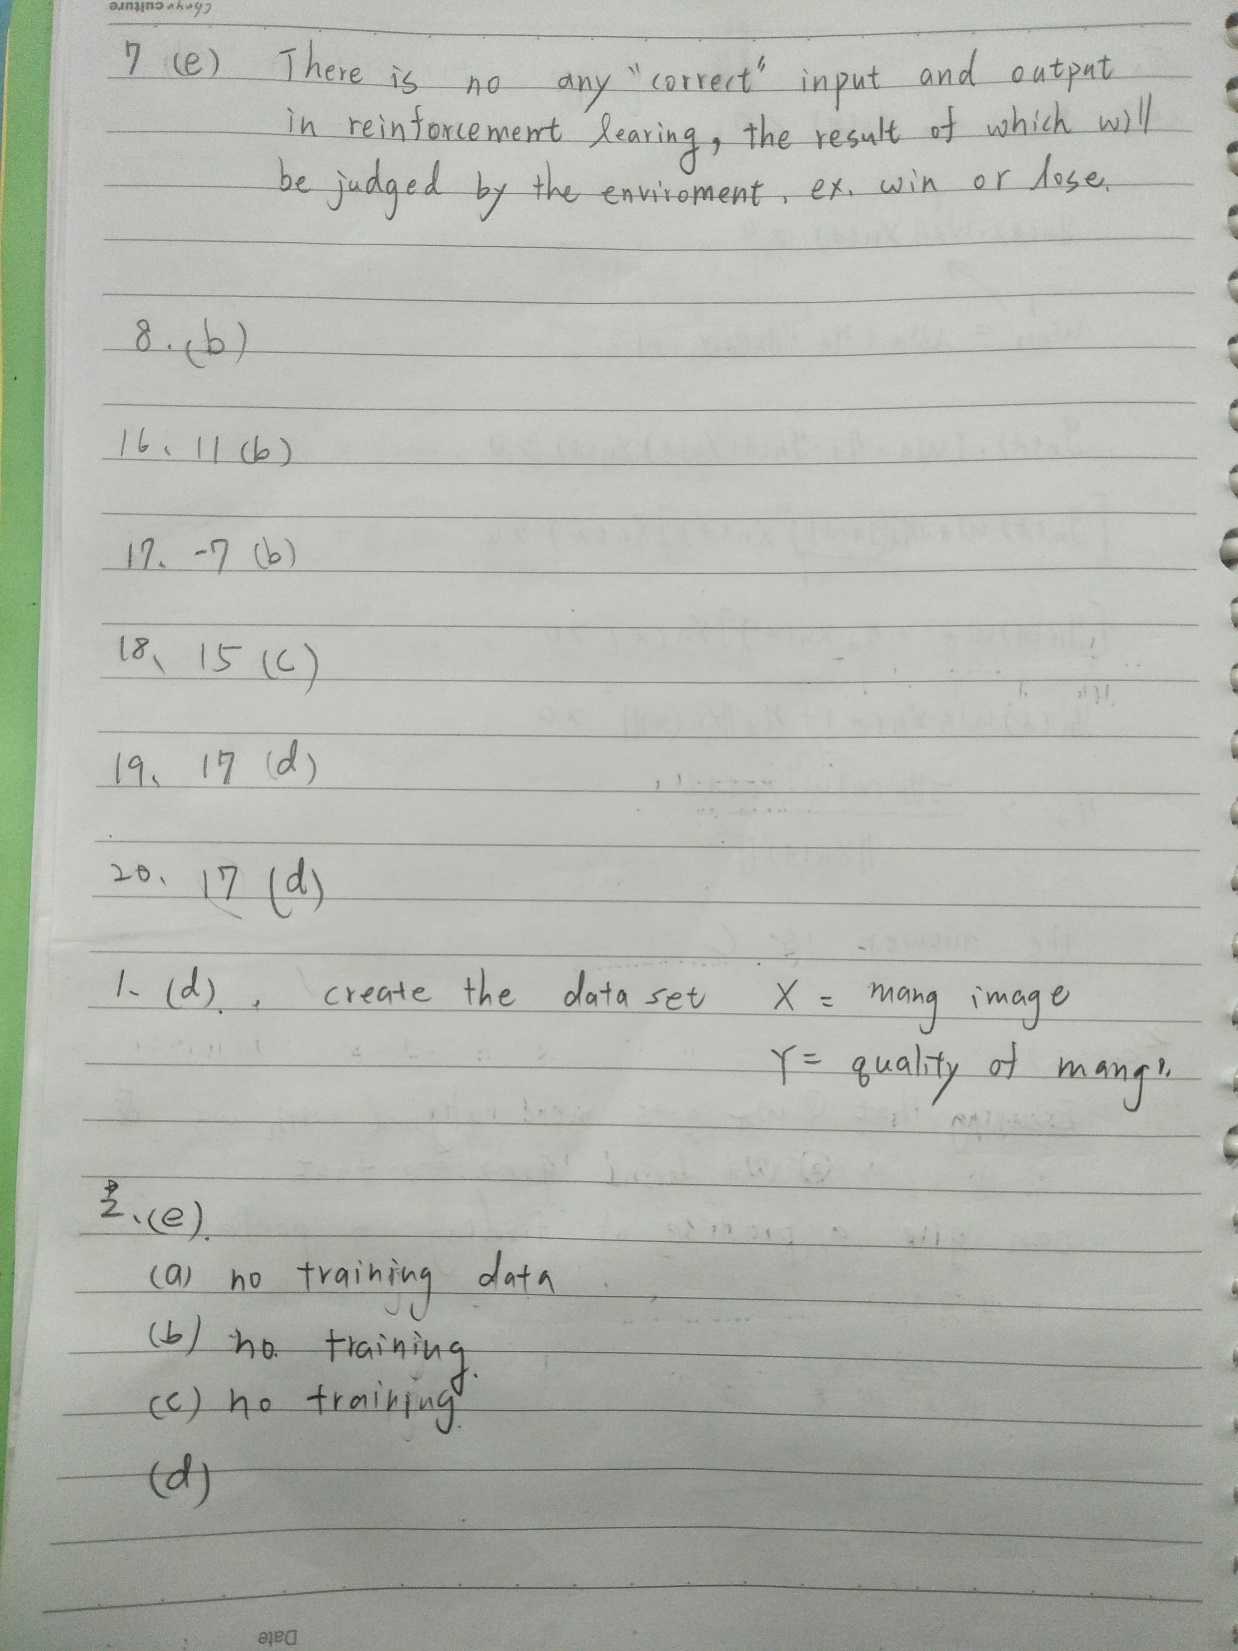 7 (e) There is no any "correct" input and output
in reinforcement learing, the result of which will
be judged by the enviroment, ex. win or lose.
8. (b)
16、11 (b)
17、-7 (b)
18、15 (c)
19、17 (d)
20、17 (d)
1. (d). create the data set X = mang image
Y = quality of mang
2. (e).
(a) no training data
(b) no training.
(c) no training.
(d)
Date